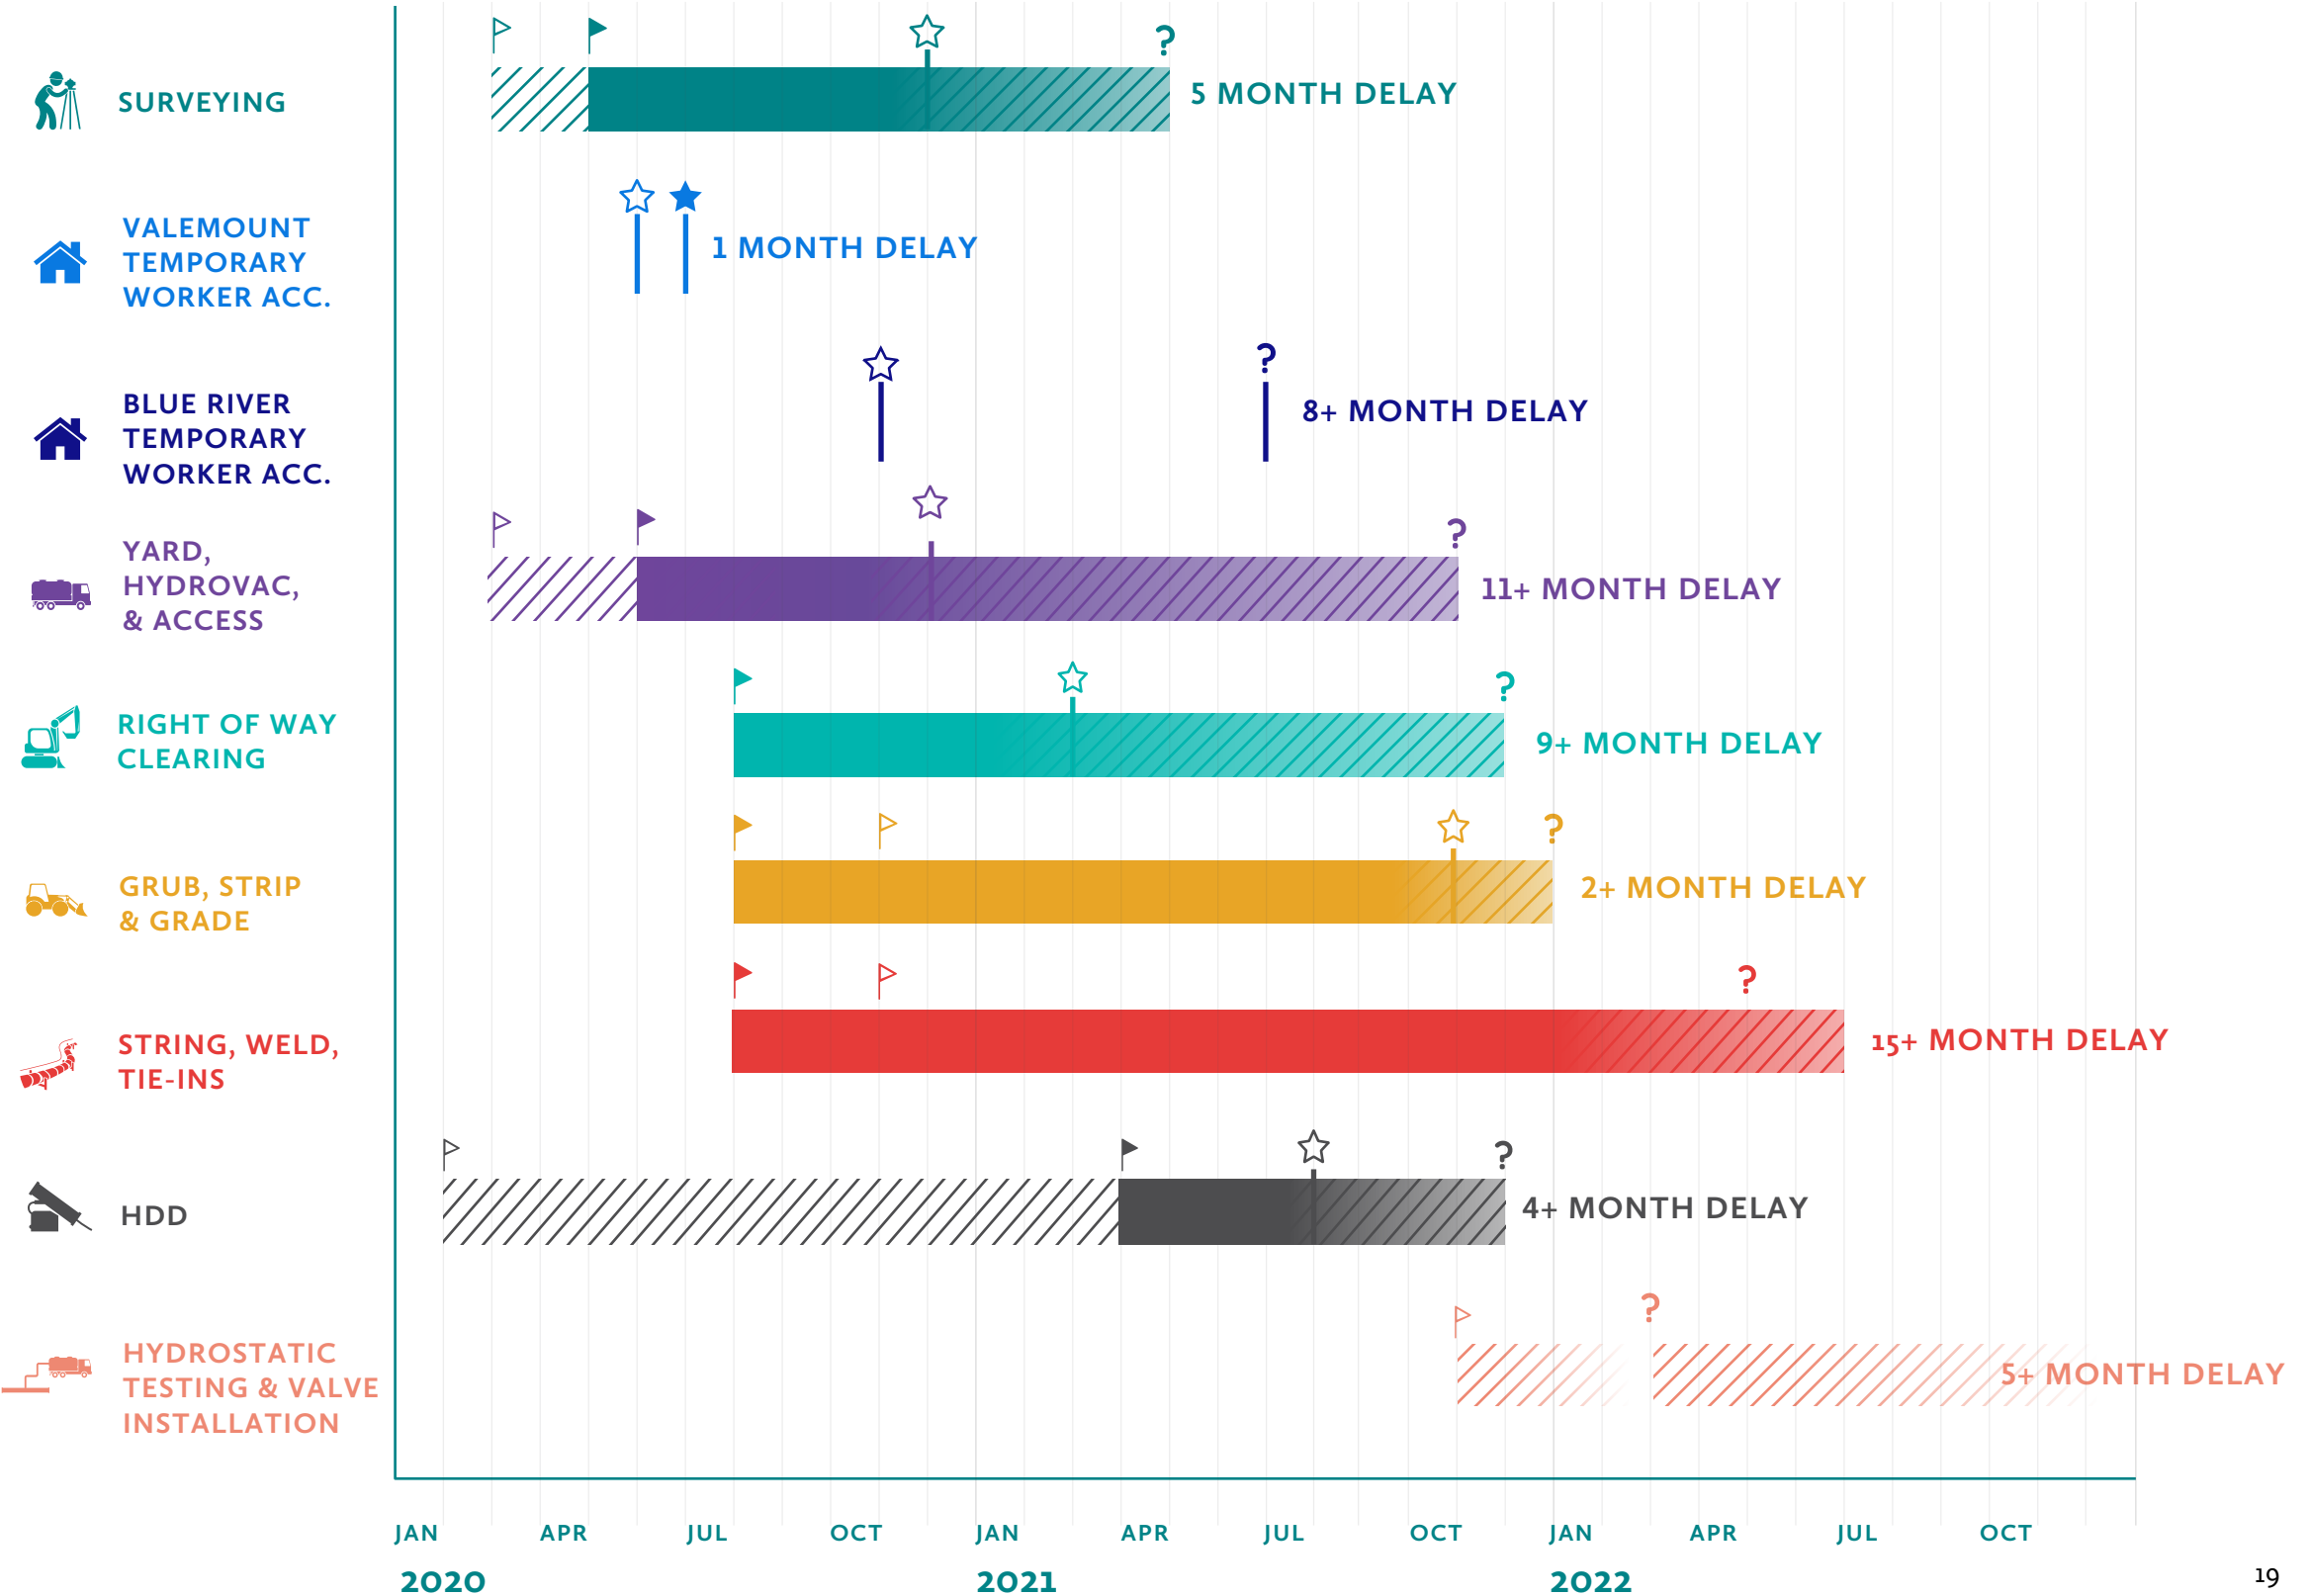 ?
SURVEYING
5 MONTH DELAY
VALEMOUNT
TEMPORARY
WORKER ACC.
1 MONTH DELAY
?
BLUE RIVER
TEMPORARY
WORKER ACC.
8+ MONTH DELAY
?
YARD,
HYDROVAC,
& ACCESS
11+ MONTH DELAY
?
RIGHT OF WAY
CLEARING
9+ MONTH DELAY
?
GRUB, STRIP
& GRADE
2+ MONTH DELAY
?
STRING, WELD,
TIE-INS
15+ MONTH DELAY
?
HDD
4+ MONTH DELAY
?
HYDROSTATIC
TESTING & VALVE
INSTALLATION
5+ MONTH DELAY
JAN APR JUL OCT JAN APR JUL OCT JAN APR JUL OCT
2020 2021 2022
19